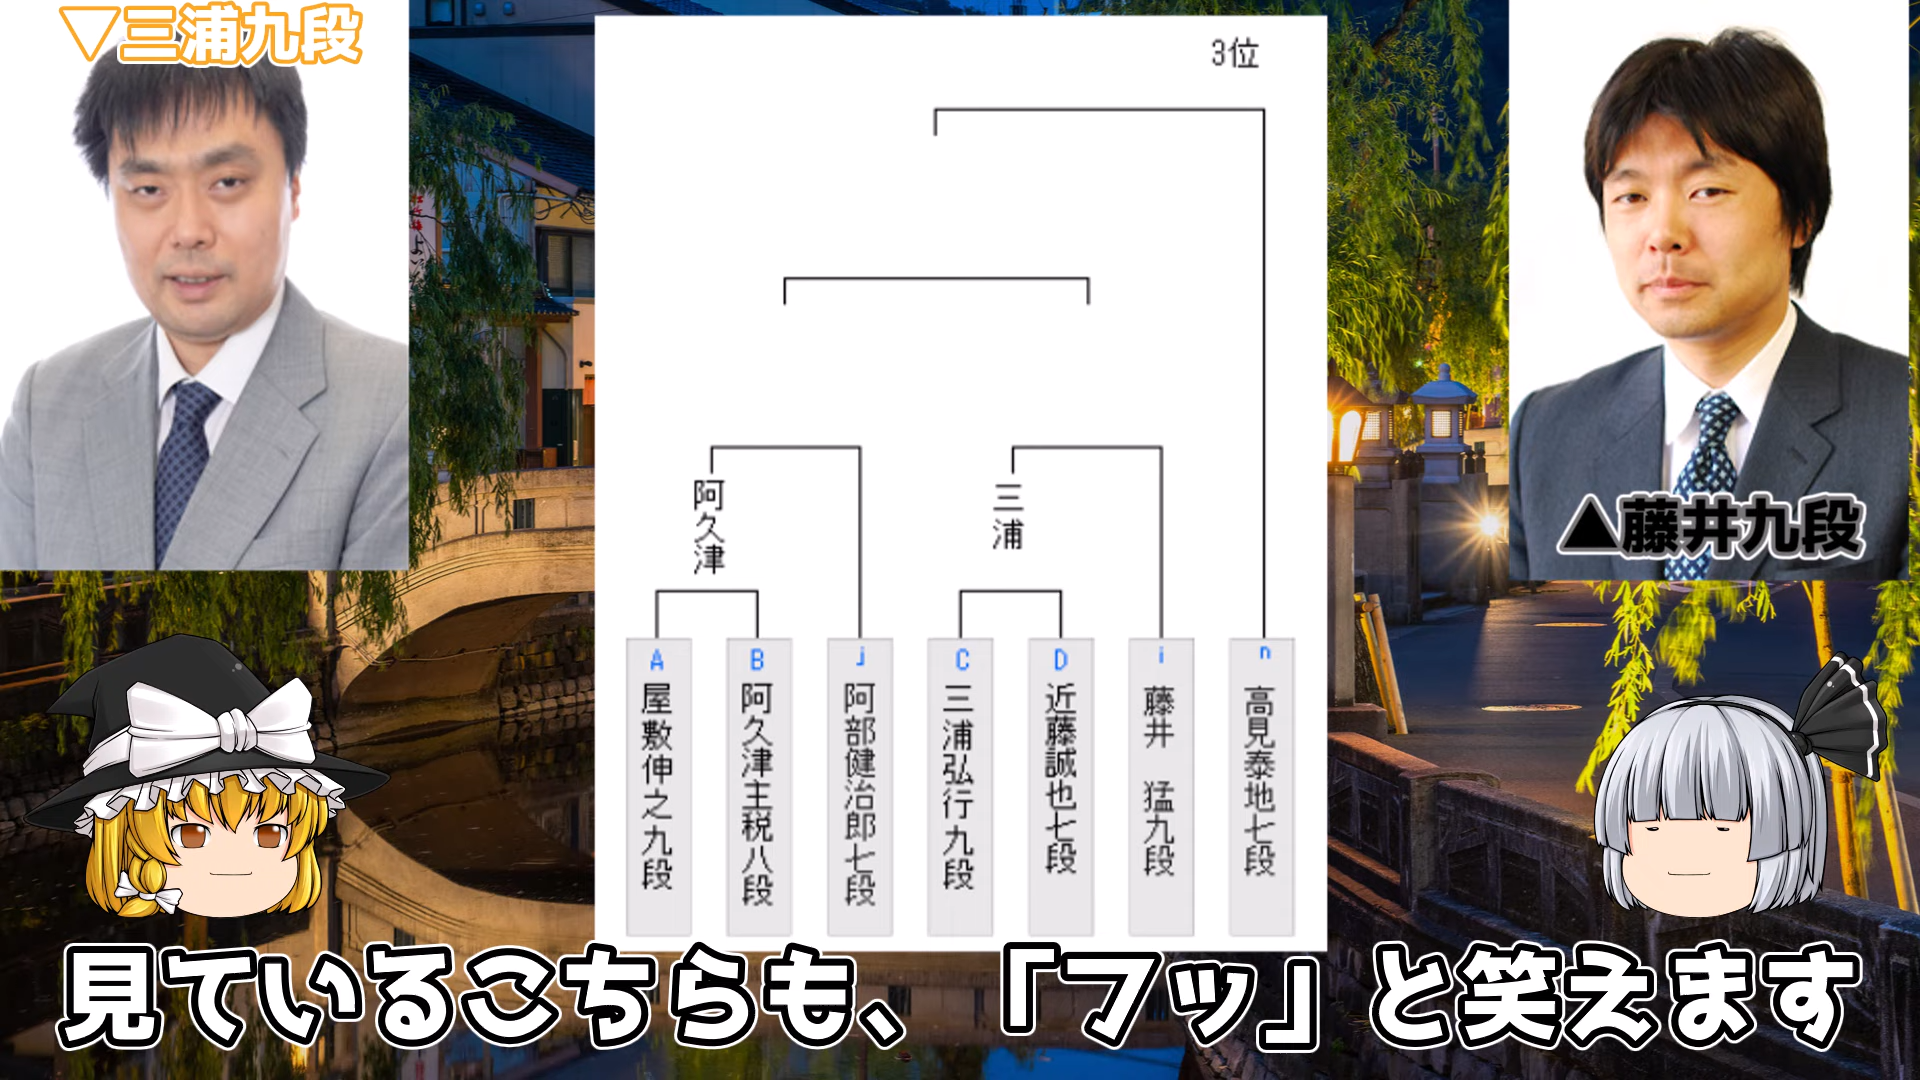 ▽三浦九段
3位
▲藤井九段
阿久津
三浦
A 屋敷伸之九段
B 阿久津主税八段
j 阿部健治郎七段
C 三浦弘行九段
D 近藤誠也七段
i 藤井 猛九段
n 高見泰地七段
見ているこちらも、「フッ」と笑えます